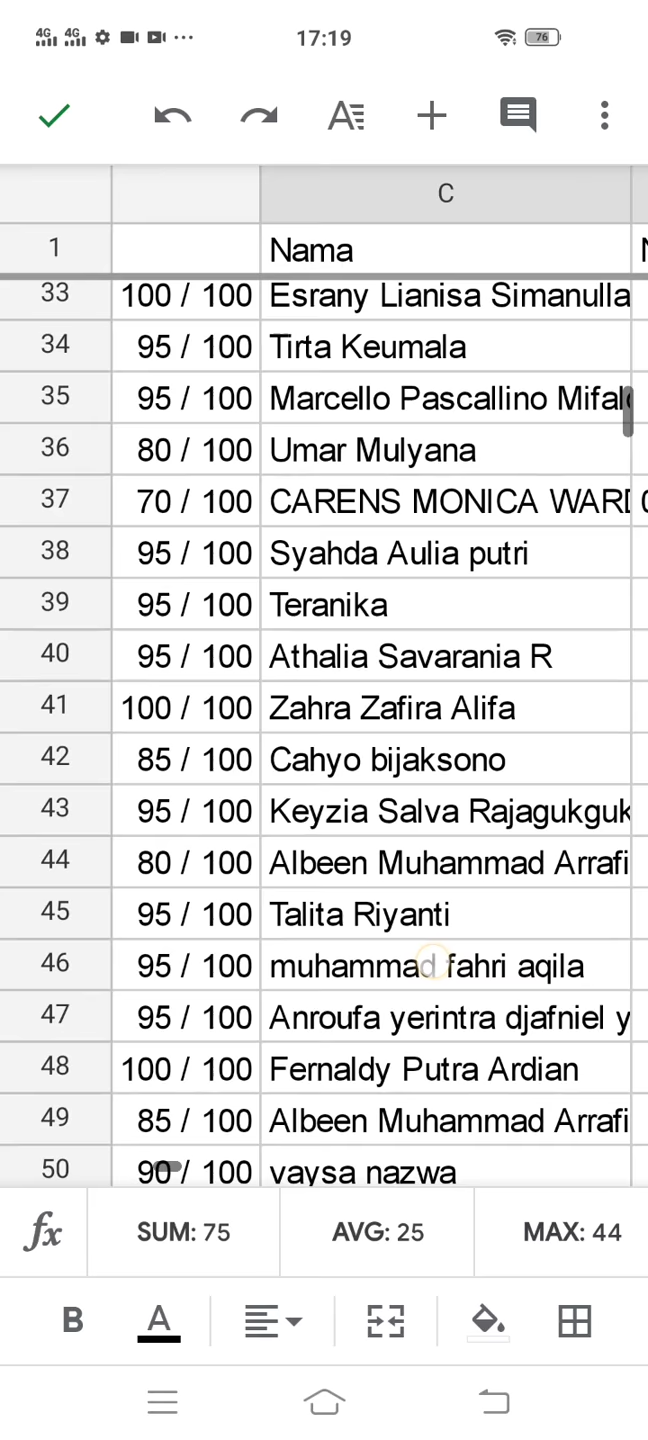 4G 4G 17:19 76
C
1 Nama
33 100 / 100 Esrany Lianisa Simanulla
34 95 / 100 Tirta Keumala
35 95 / 100 Marcello Pascallino Mifal
36 80 / 100 Umar Mulyana
37 70 / 100 CARENS MONICA WARD
38 95 / 100 Syahda Aulia putri
39 95 / 100 Teranika
40 95 / 100 Athalia Savarania R
41 100 / 100 Zahra Zafira Alifa
42 85 / 100 Cahyo bijaksono
43 95 / 100 Keyzia Salva Rajagukguk
44 80 / 100 Albeen Muhammad Arrafi
45 95 / 100 Talita Riyanti
46 95 / 100 muhammad fahri aqila
47 95 / 100 Anroufa yerintra djafniel y
48 100 / 100 Fernaldy Putra Ardian
49 85 / 100 Albeen Muhammad Arrafi
50 90 / 100 vaysa nazwa
fx SUM: 75 AVG: 25 MAX: 44
B A